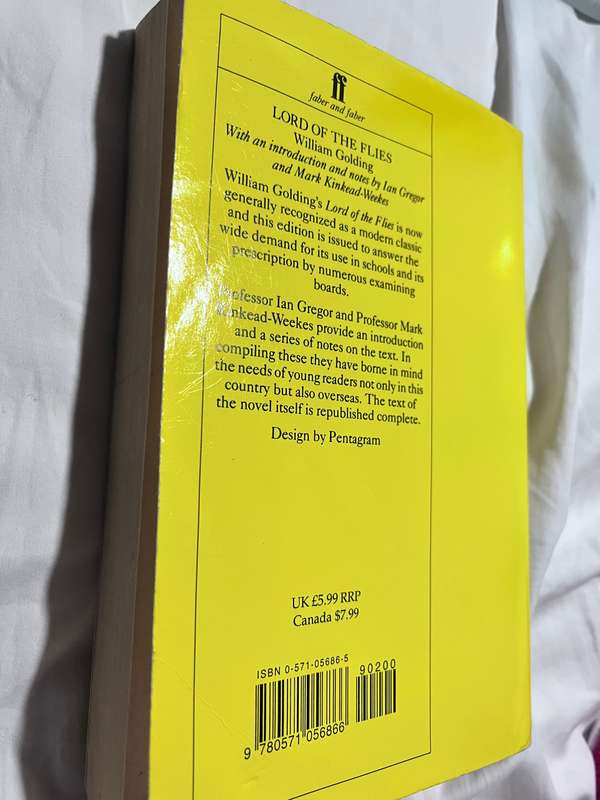 ff
faber and faber
LORD OF THE FLIES
William Golding
With an introduction and notes by Ian Gregor
and Mark Kinkead-Weekes
William Golding's Lord of the Flies is now
generally recognized as a modern classic
and this edition is issued to answer the
wide demand for its use in schools and its
prescription by numerous examining
boards.
Professor Ian Gregor and Professor Mark
Kinkead-Weekes provide an introduction
and a series of notes on the text. In
compiling these they have borne in mind
the needs of young readers not only in this
country but also overseas. The text of
the novel itself is republished complete.
Design by Pentagram
UK £5.99 RRP
Canada $7.99
ISBN 0-571-05686-5
90200
9 780571 056866